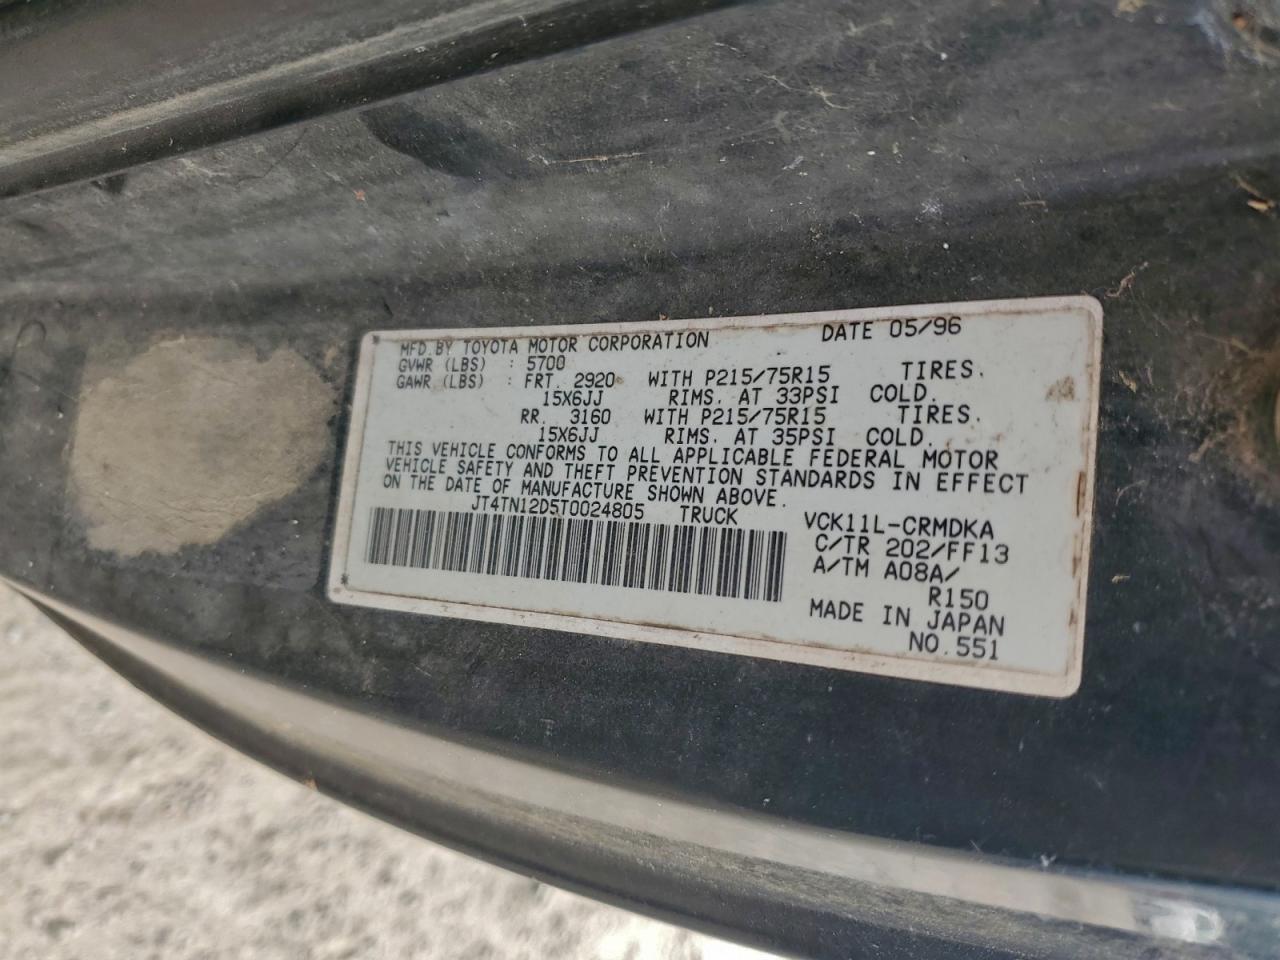 MFD. BY TOYOTA MOTOR CORPORATION DATE 05/96
GVWR (LBS) : 5700
GAWR (LBS) : FRT. 2920 WITH P215/75R15 TIRES.
15X6JJ RIMS. AT 33PSI COLD.
RR. 3160 WITH P215/75R15 TIRES.
15X6JJ RIMS. AT 35PSI COLD.
THIS VEHICLE CONFORMS TO ALL APPLICABLE FEDERAL MOTOR
VEHICLE SAFETY AND THEFT PREVENTION STANDARDS IN EFFECT
ON THE DATE OF MANUFACTURE SHOWN ABOVE.
JT4TN12D5T0024805 TRUCK
VCK11L-CRMDKA
C/TR 202/FF13
A/TM A08A/
R150
MADE IN JAPAN
NO.551